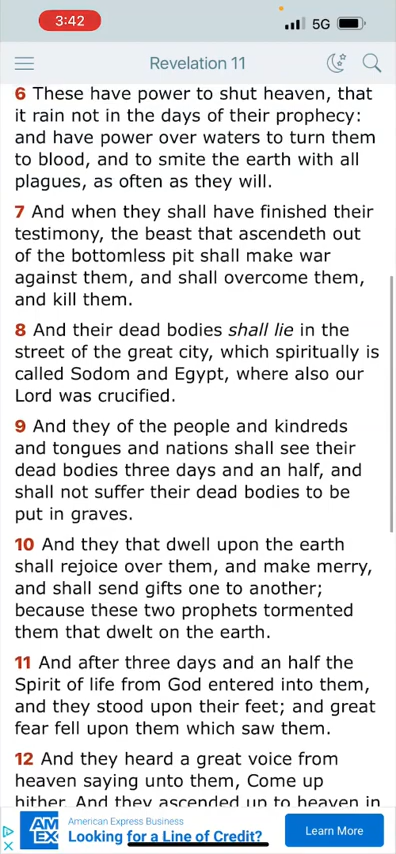 3:42
5G
Revelation 11
6 These have power to shut heaven, that
it rain not in the days of their prophecy:
and have power over waters to turn them
to blood, and to smite the earth with all
plagues, as often as they will.
7 And when they shall have finished their
testimony, the beast that ascendeth out
of the bottomless pit shall make war
against them, and shall overcome them,
and kill them.
8 And their dead bodies shall lie in the
street of the great city, which spiritually is
called Sodom and Egypt, where also our
Lord was crucified.
9 And they of the people and kindreds
and tongues and nations shall see their
dead bodies three days and an half, and
shall not suffer their dead bodies to be
put in graves.
10 And they that dwell upon the earth
shall rejoice over them, and make merry,
and shall send gifts one to another;
because these two prophets tormented
them that dwelt on the earth.
11 And after three days and an half the
Spirit of life from God entered into them,
and they stood upon their feet; and great
fear fell upon them which saw them.
12 And they heard a great voice from
heaven saying unto them, Come up
hither. And they ascended up to heaven in
AM
EX
American Express Business
Looking for a Line of Credit?
Learn More